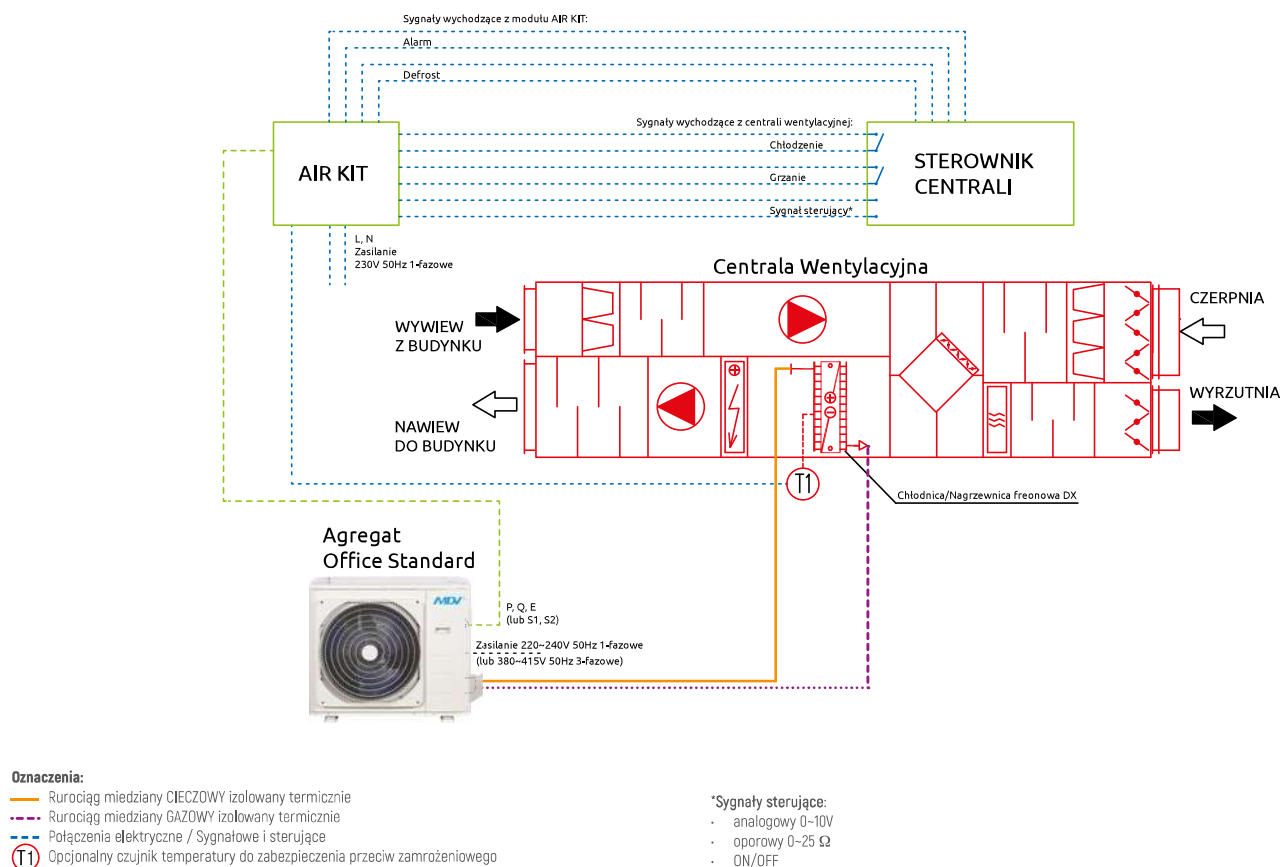 Sygnały wychodzące z modułu AIR KIT:
Alarm
Defrost
Sygnały wychodzące z centrali wentylacyjnej:
Chłodzenie
Grzanie
Sygnał sterujący*
AIR KIT
STEROWNIK
CENTRALI
L, N
Zasilanie
230V 50Hz 1-fazowe
Centrala Wentylacyjna
WYWIEW
Z BUDYNKU
CZERPNIA
NAWIEW
DO BUDYNKU
WYRZUTNIA
T1
Chłodnica/Nagrzewnica freonowa DX
Agregat
Office Standard
MDV
P, Q, E
(lub S1, S2)
Zasilanie 220~240V 50Hz 1-fazowe
(lub 380~415V 50Hz 3-fazowe)
Oznaczenia:
Rurociąg miedziany CIECZOWY izolowany termicznie
Rurociąg miedziany GAZOWY izolowany termicznie
Połączenia elektryczne / Sygnałowe i sterujące
T1 Opcjonalny czujnik temperatury do zabezpieczenia przeciw zamrożeniowego
*Sygnały sterujące:
· analogowy 0~10V
· oporowy 0~25 Ω
· ON/OFF